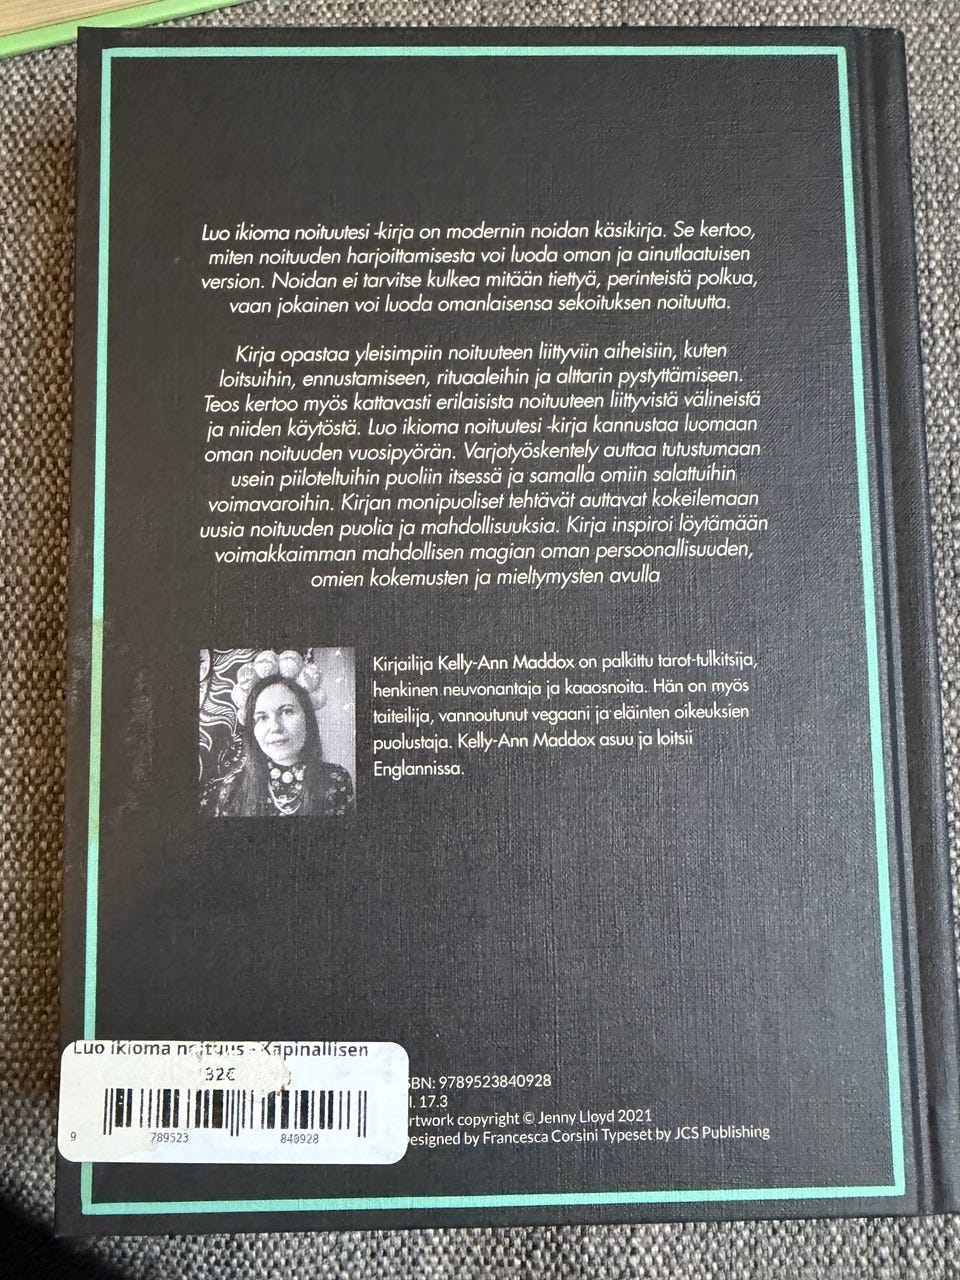 Luo ikioma noituutesi -kirja on modernin noidan käsikirja. Se kertoo,
miten noituuden harjoittamisesta voi luoda oman ja ainutlaatuisen
version. Noidan ei tarvitse kulkea mitään tiettyä, perinteistä polkua,
vaan jokainen voi luoda omanlaisensa sekoituksen noituutta.
Kirja opastaa yleisimpiin noituuteen liittyviin aiheisiin, kuten
loitsuihin, ennustamiseen, rituaaleihin ja alttarin pystyttämiseen.
Teos kertoo myös kattavasti erilaisista noituuteen liittyvistä välineistä
ja niiden käytöstä. Luo ikioma noituutesi -kirja kannustaa luomaan
oman noituuden vuosipyörän. Varjotyöskentely auttaa tutustumaan
usein piiloteltuihin puoliin itsessä ja samalla omiin salattuihin
voimavaroihin. Kirjan monipuoliset tehtävät auttavat kokeilemaan
uusia noituuden puolia ja mahdollisuuksia. Kirja inspiroi löytämään
voimakkaimman mahdollisen magian oman persoonallisuuden,
omien kokemusten ja mieltymysten avulla
Kirjailija Kelly-Ann Maddox on palkittu tarot-tulkitsija,
henkinen neuvonantaja ja kaaosnoita. Hän on myös
taiteilija, vannoutunut vegaani ja eläinten oikeuksien
puolustaja. Kelly-Ann Maddox asuu ja loitsii
Englannissa.
Luo ikioma noituus - Kapinallisen
32€
9 789523 840928
SBN: 9789523840928
l. 17.3
rtwork copyright © Jenny Lloyd 2021
esigned by Francesca Corsini Typeset by JCS Publishing